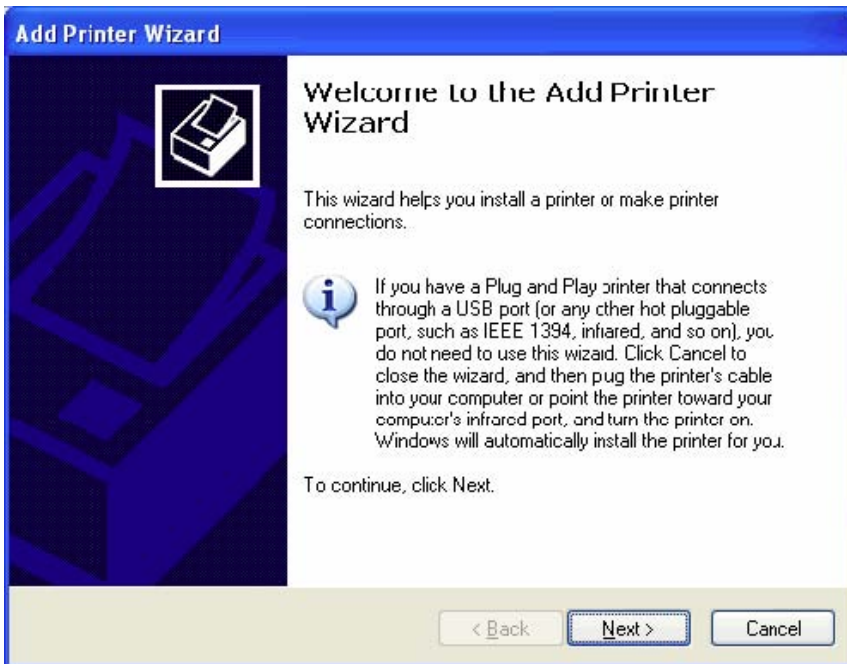 Add Printer Wizard
Welcome to the Add Printer
Wizard
This wizard helps you install a printer or make printer
connections.
If you have a Plug and Play printer that connects
through a USB port (or any other hot pluggable
port, such as IEEE 1394, infrared, and so on), you
do not need to use this wizard. Click Cancel to
close the wizard, and then plug the printer's cable
into your computer or point the printer toward your
computer's infrared port, and turn the printer on.
Windows will automatically install the printer for you.
To continue, click Next.
< Back Next > Cancel